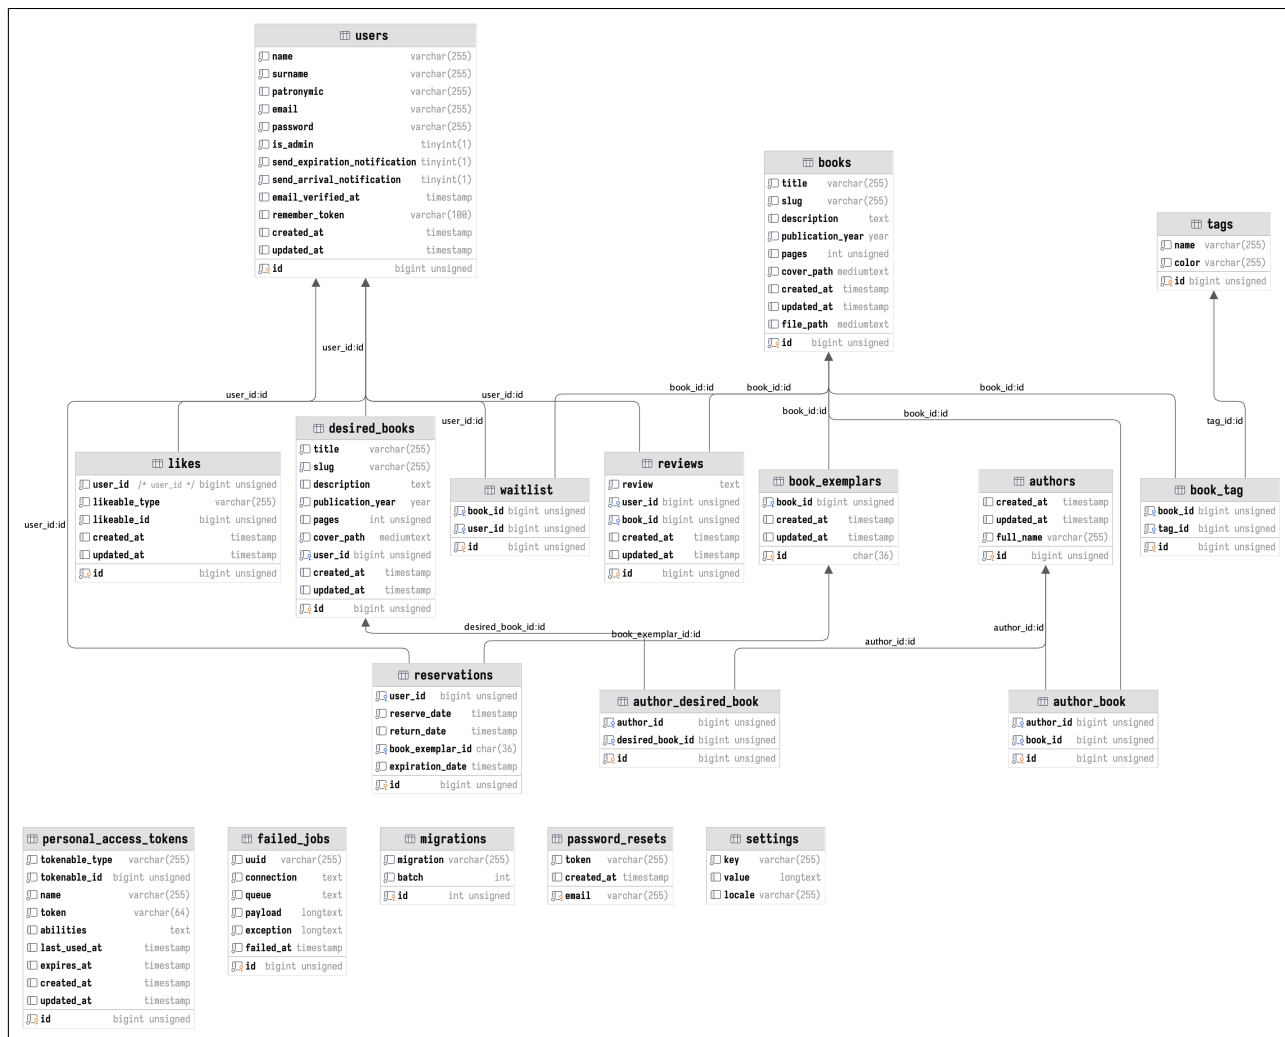 users
name varchar(255)
surname varchar(255)
patronymic varchar(255)
email varchar(255)
password varchar(255)
is_admin tinyint(1)
send_expiration_notification tinyint(1)
send_arrival_notification tinyint(1)
email_verified_at timestamp
remember_token varchar(100)
created_at timestamp
updated_at timestamp
id bigint unsigned
books
title varchar(255)
slug varchar(255)
description text
publication_year year
pages int unsigned
cover_path mediumtext
created_at timestamp
updated_at timestamp
file_path mediumtext
id bigint unsigned
tags
name varchar(255)
color varchar(255)
id bigint unsigned
user_id:id
user_id:id
user_id:id
user_id:id
user_id:id
book_id:id
book_id:id
book_id:id
book_id:id
book_id:id
tag_id:id
likes
user_id /* user_id */ bigint unsigned
likeable_type varchar(255)
likeable_id bigint unsigned
created_at timestamp
updated_at timestamp
id bigint unsigned
desired_books
title varchar(255)
slug varchar(255)
description text
publication_year year
pages int unsigned
cover_path mediumtext
user_id bigint unsigned
created_at timestamp
updated_at timestamp
id bigint unsigned
waitlist
book_id bigint unsigned
user_id bigint unsigned
id bigint unsigned
reviews
review text
user_id bigint unsigned
book_id bigint unsigned
created_at timestamp
updated_at timestamp
id bigint unsigned
book_exemplars
book_id bigint unsigned
created_at timestamp
updated_at timestamp
id char(36)
authors
created_at timestamp
updated_at timestamp
full_name varchar(255)
id bigint unsigned
book_tag
book_id bigint unsigned
tag_id bigint unsigned
id bigint unsigned
desired_book_id:id
book_exemplar_id:id
author_id:id
author_id:id
reservations
user_id bigint unsigned
reserve_date timestamp
return_date timestamp
book_exemplar_id char(36)
expiration_date timestamp
id bigint unsigned
author_desired_book
author_id bigint unsigned
desired_book_id bigint unsigned
id bigint unsigned
author_book
author_id bigint unsigned
book_id bigint unsigned
id bigint unsigned
personal_access_tokens
tokenable_type varchar(255)
tokenable_id bigint unsigned
name varchar(255)
token varchar(64)
abilities text
last_used_at timestamp
expires_at timestamp
created_at timestamp
updated_at timestamp
id bigint unsigned
failed_jobs
uuid varchar(255)
connection text
queue text
payload longtext
exception longtext
failed_at timestamp
id bigint unsigned
migrations
migration varchar(255)
batch int
id int unsigned
password_resets
token varchar(255)
created_at timestamp
email varchar(255)
settings
key varchar(255)
value longtext
locale varchar(255)